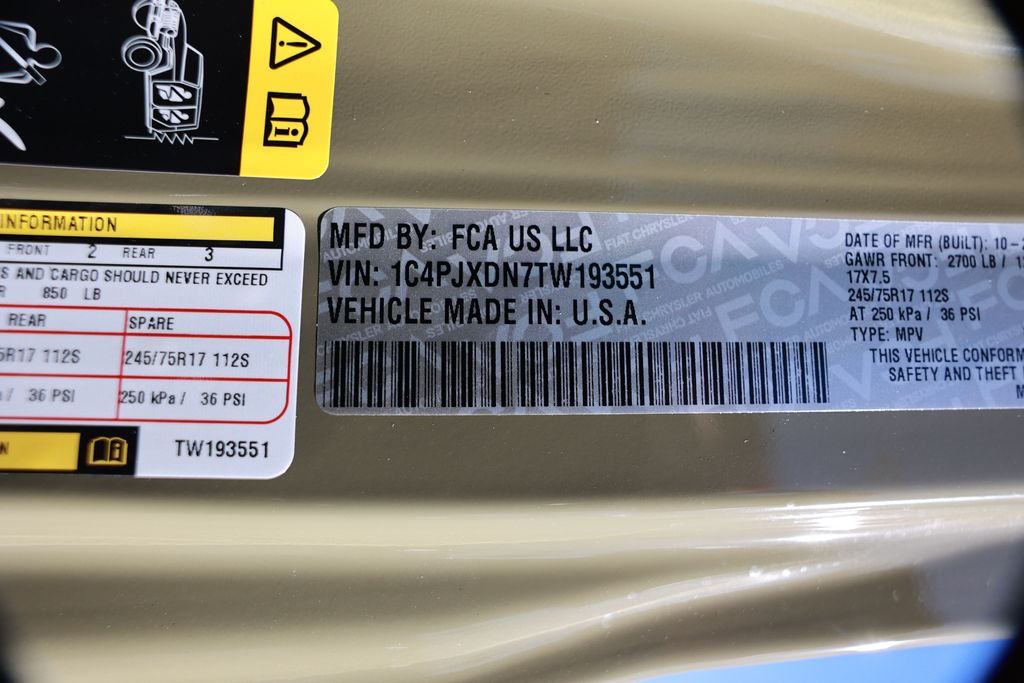 INFORMATION
FRONT 2 REAR 3
AND CARGO SHOULD NEVER EXCEED
850 LB
REAR SPARE
R17 112S 245/75R17 112S
/ 36 PSI 250 kPa / 36 PSI
TW193551
MFD BY: FCA US LLC
VIN: 1C4PJXDN7TW193551
VEHICLE MADE IN: U.S.A.
DATE OF MFR (BUILT): 10-
GAWR FRONT: 2700 LB /
17X7.5
245/75R17 112S
AT 250 kPa / 36 PSI
TYPE: MPV
THIS VEHICLE CONFORM
SAFETY AND THEFT